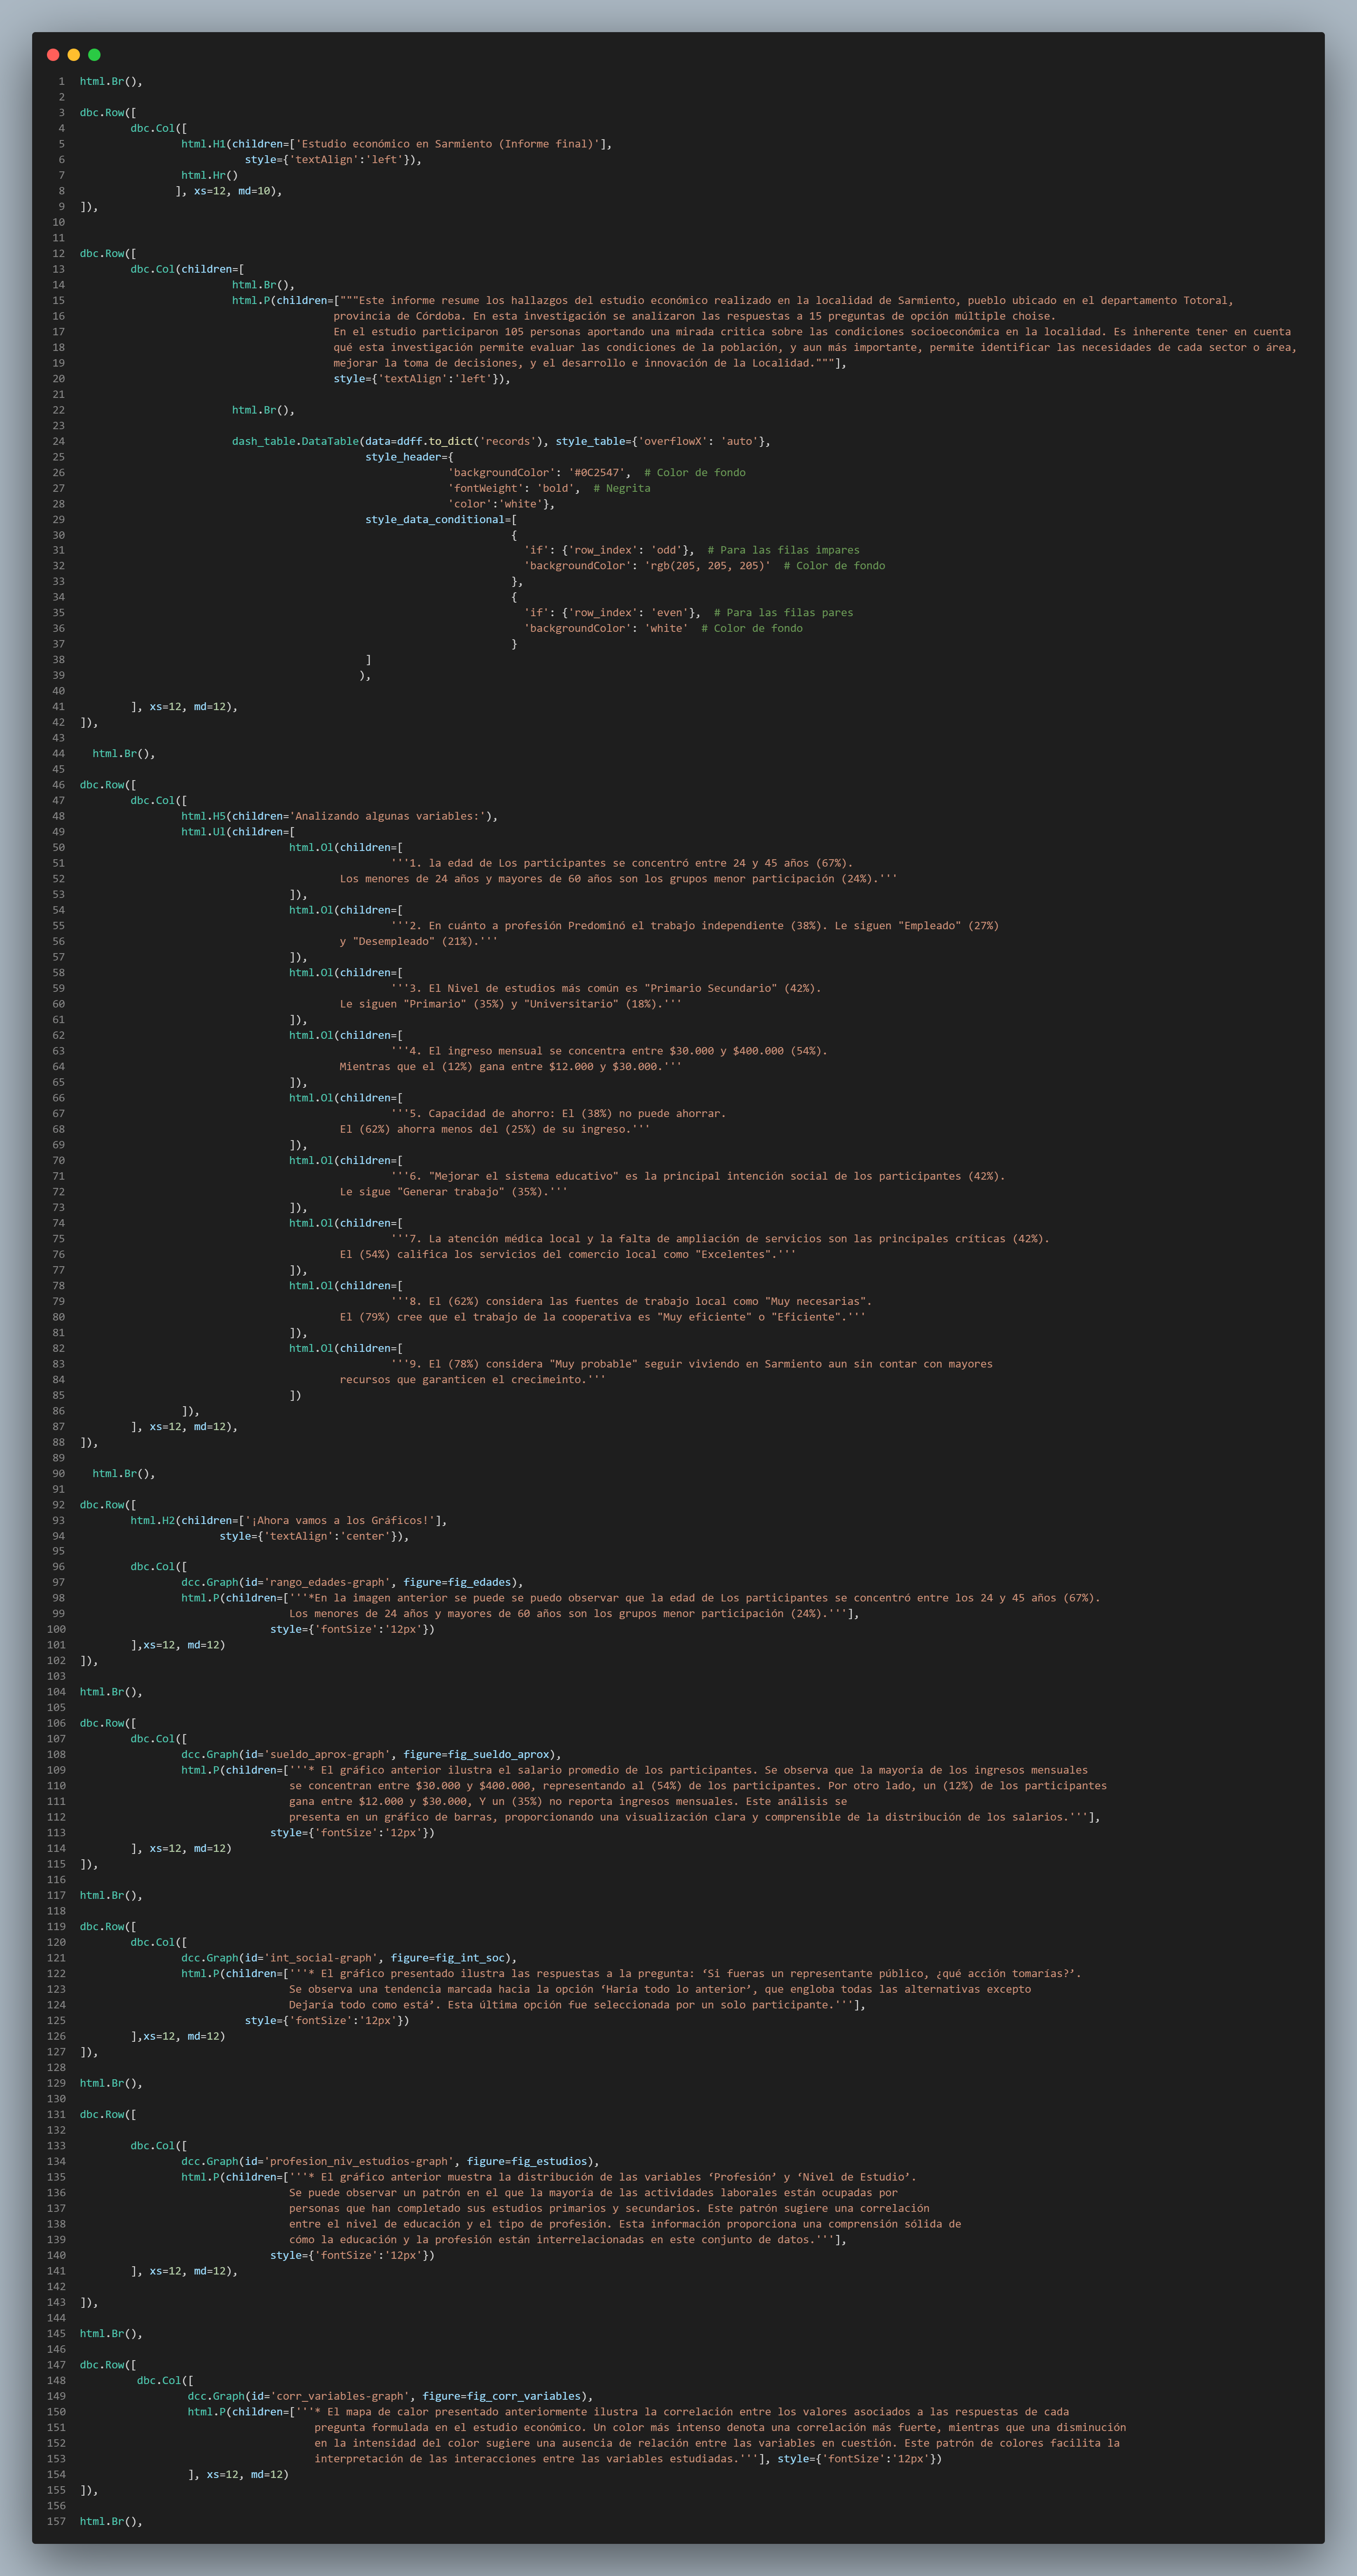 1 html.Br(),
2
3 dbc.Row([
4 dbc.Col([
5 html.H1(children=['Estudio económico en Sarmiento (Informe final)'],
6 style={'textAlign':'left'}),
7 html.Hr()
8 ], xs=12, md=10),
9 ]),
10
11
12 dbc.Row([
13 dbc.Col(children=[
14 html.Br(),
15 html.P(children=["""Este informe resume los hallazgos del estudio económico realizado en la localidad de Sarmiento, pueblo ubicado en el departamento Totoral,
16 provincia de Córdoba. En esta investigación se analizaron las respuestas a 15 preguntas de opción múltiple choise.
17 En el estudio participaron 105 personas aportando una mirada critica sobre las condiciones socioeconómica en la localidad. Es inherente tener en cuenta
18 qué esta investigación permite evaluar las condiciones de la población, y aun más importante, permite identificar las necesidades de cada sector o área,
19 mejorar la toma de decisiones, y el desarrollo e innovación de la Localidad."""],
20 style={'textAlign':'left'}),
21
22 html.Br(),
23
24 dash_table.DataTable(data=ddff.to_dict('records'), style_table={'overflowX': 'auto'},
25 style_header={
26 'backgroundColor': '#0C2547',  # Color de fondo
27 'fontWeight': 'bold',  # Negrita
28 'color':'white'},
29 style_data_conditional=[
30 {
31 'if': {'row_index': 'odd'},  # Para las filas impares
32 'backgroundColor': 'rgb(205, 205, 205)'  # Color de fondo
33 },
34 {
35 'if': {'row_index': 'even'},  # Para las filas pares
36 'backgroundColor': 'white'  # Color de fondo
37 }
38 ]
39 ),
40
41 ], xs=12, md=12),
42 ]),
43
44 html.Br(),
45
46 dbc.Row([
47 dbc.Col([
48 html.H5(children='Analizando algunas variables:'),
49 html.Ul(children=[
50 html.Ol(children=[
51 '''1. la edad de Los participantes se concentró entre 24 y 45 años (67%).
52 Los menores de 24 años y mayores de 60 años son los grupos menor participación (24%).'''
53 ]),
54 html.Ol(children=[
55 '''2. En cuánto a profesión Predominó el trabajo independiente (38%). Le siguen "Empleado" (27%)
56 y "Desempleado" (21%).'''
57 ]),
58 html.Ol(children=[
59 '''3. El Nivel de estudios más común es "Primario Secundario" (42%).
60 Le siguen "Primario" (35%) y "Universitario" (18%).'''
61 ]),
62 html.Ol(children=[
63 '''4. El ingreso mensual se concentra entre $30.000 y $400.000 (54%).
64 Mientras que el (12%) gana entre $12.000 y $30.000.'''
65 ]),
66 html.Ol(children=[
67 '''5. Capacidad de ahorro: El (38%) no puede ahorrar.
68 El (62%) ahorra menos del (25%) de su ingreso.'''
69 ]),
70 html.Ol(children=[
71 '''6. "Mejorar el sistema educativo" es la principal intención social de los participantes (42%).
72 Le sigue "Generar trabajo" (35%).'''
73 ]),
74 html.Ol(children=[
75 '''7. La atención médica local y la falta de ampliación de servicios son las principales críticas (42%).
76 El (54%) califica los servicios del comercio local como "Excelentes".'''
77 ]),
78 html.Ol(children=[
79 '''8. El (62%) considera las fuentes de trabajo local como "Muy necesarias".
80 El (79%) cree que el trabajo de la cooperativa es "Muy eficiente" o "Eficiente".'''
81 ]),
82 html.Ol(children=[
83 '''9. El (78%) considera "Muy probable" seguir viviendo en Sarmiento aun sin contar con mayores
84 recursos que garanticen el crecimeinto.'''
85 ])
86 ]),
87 ], xs=12, md=12),
88 ]),
89
90 html.Br(),
91
92 dbc.Row([
93 html.H2(children=['¡Ahora vamos a los Gráficos!'],
94 style={'textAlign':'center'}),
95
96 dbc.Col([
97 dcc.Graph(id='rango_edades-graph', figure=fig_edades),
98 html.P(children=['''*En la imagen anterior se puede se puedo observar que la edad de Los participantes se concentró entre los 24 y 45 años (67%).
99 Los menores de 24 años y mayores de 60 años son los grupos menor participación (24%).'''],
100 style={'fontSize':'12px'})
101 ],xs=12, md=12)
102 ]),
103
104 html.Br(),
105
106 dbc.Row([
107 dbc.Col([
108 dcc.Graph(id='sueldo_aprox-graph', figure=fig_sueldo_aprox),
109 html.P(children=['''* El gráfico anterior ilustra el salario promedio de los participantes. Se observa que la mayoría de los ingresos mensuales
110 se concentran entre $30.000 y $400.000, representando al (54%) de los participantes. Por otro lado, un (12%) de los participantes
111 gana entre $12.000 y $30.000, Y un (35%) no reporta ingresos mensuales. Este análisis se
112 presenta en un gráfico de barras, proporcionando una visualización clara y comprensible de la distribución de los salarios.'''],
113 style={'fontSize':'12px'})
114 ], xs=12, md=12)
115 ]),
116
117 html.Br(),
118
119 dbc.Row([
120 dbc.Col([
121 dcc.Graph(id='int_social-graph', figure=fig_int_soc),
122 html.P(children=['''* El gráfico presentado ilustra las respuestas a la pregunta: ‘Si fueras un representante público, ¿qué acción tomarías?’.
123 Se observa una tendencia marcada hacia la opción ‘Haría todo lo anterior’, que engloba todas las alternativas excepto
124 Dejaría todo como está’. Esta última opción fue seleccionada por un solo participante.'''],
125 style={'fontSize':'12px'})
126 ],xs=12, md=12)
127 ]),
128
129 html.Br(),
130
131 dbc.Row([
132
133 dbc.Col([
134 dcc.Graph(id='profesion_niv_estudios-graph', figure=fig_estudios),
135 html.P(children=['''* El gráfico anterior muestra la distribución de las variables ‘Profesión’ y ‘Nivel de Estudio’.
136 Se puede observar un patrón en el que la mayoría de las actividades laborales están ocupadas por
137 personas que han completado sus estudios primarios y secundarios. Este patrón sugiere una correlación
138 entre el nivel de educación y el tipo de profesión. Esta información proporciona una comprensión sólida de
139 cómo la educación y la profesión están interrelacionadas en este conjunto de datos.'''],
140 style={'fontSize':'12px'})
141 ], xs=12, md=12),
142
143 ]),
144
145 html.Br(),
146
147 dbc.Row([
148 dbc.Col([
149 dcc.Graph(id='corr_variables-graph', figure=fig_corr_variables),
150 html.P(children=['''* El mapa de calor presentado anteriormente ilustra la correlación entre los valores asociados a las respuestas de cada
151 pregunta formulada en el estudio económico. Un color más intenso denota una correlación más fuerte, mientras que una disminución
152 en la intensidad del color sugiere una ausencia de relación entre las variables en cuestión. Este patrón de colores facilita la
153 interpretación de las interacciones entre las variables estudiadas.'''], style={'fontSize':'12px'})
154 ], xs=12, md=12)
155 ]),
156
157 html.Br(),